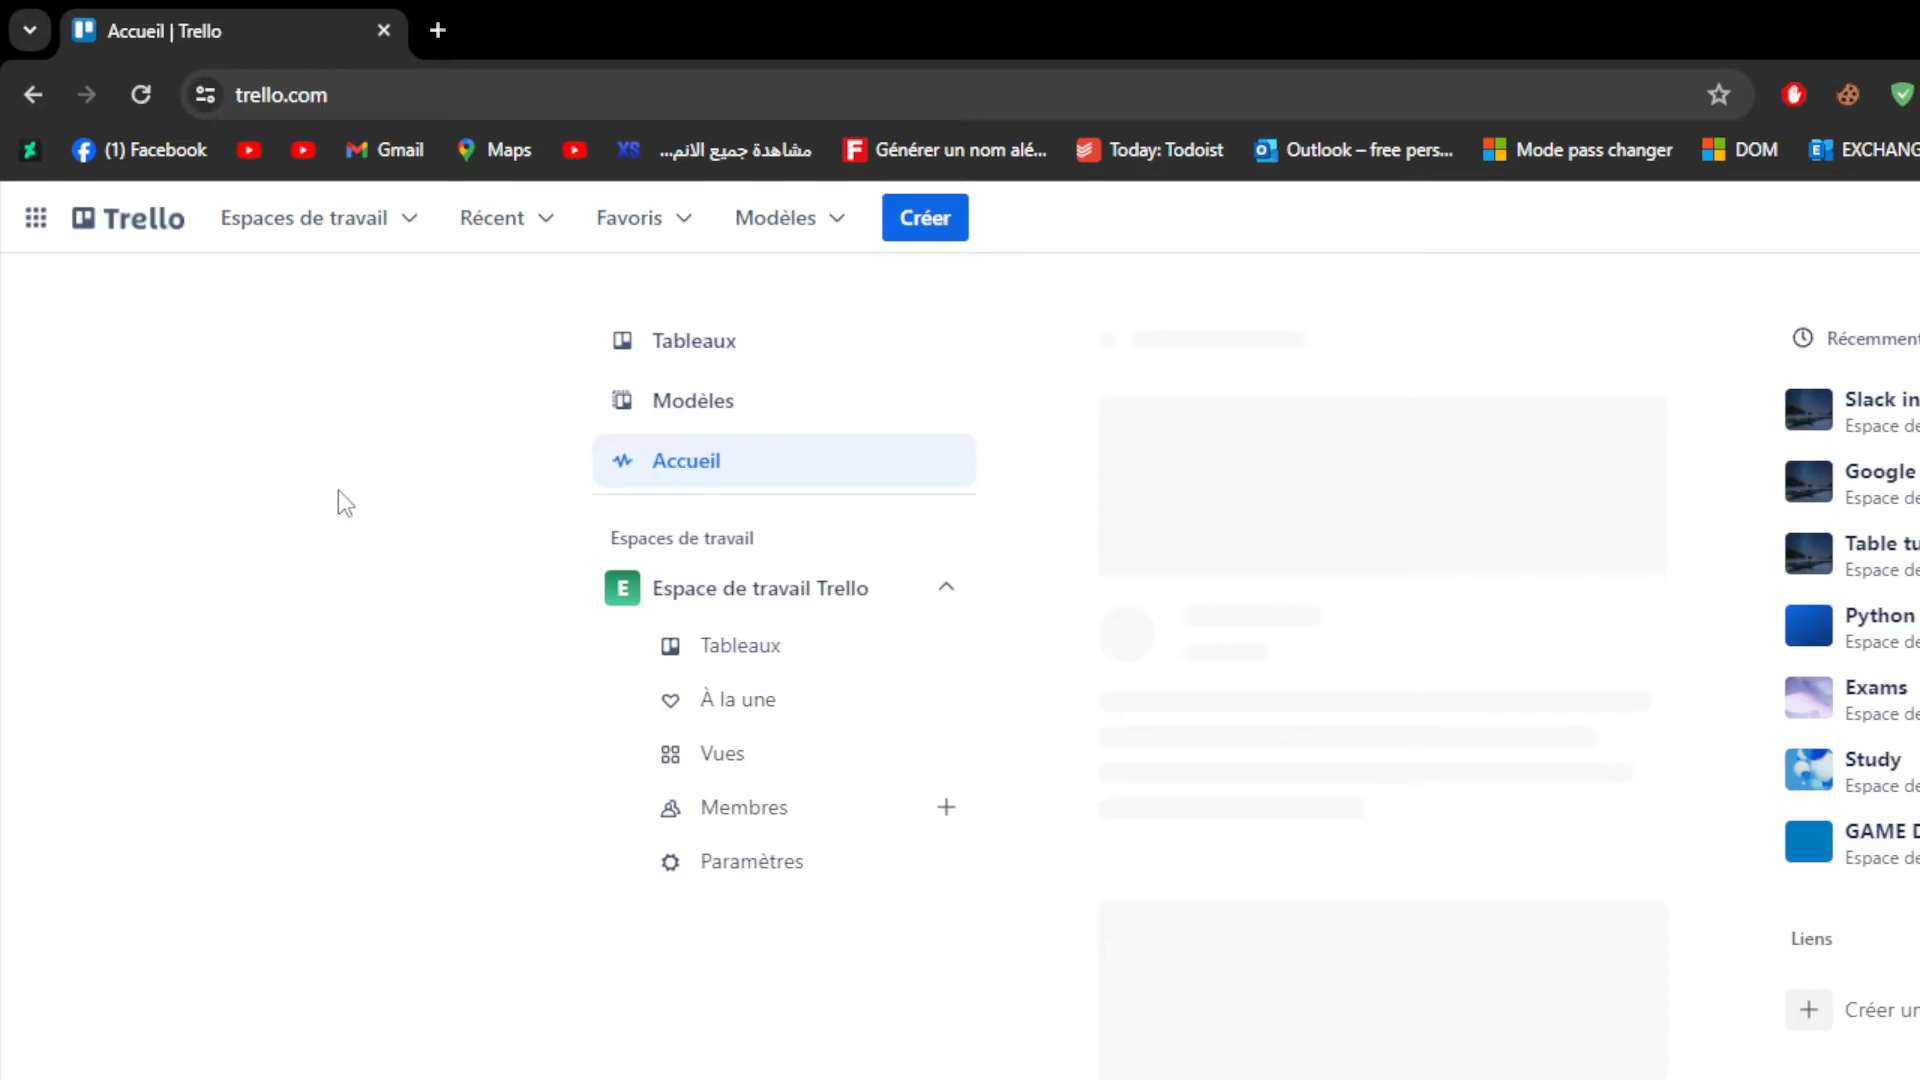 Accueil | Trello
trello.com
(1) Facebook
Gmail
Maps
XS
مشاهدة جميع الانم...
Générer un nom alé...
Today: Todoist
Outlook – free pers...
Mode pass changer
DOM
EXCHANG
Trello
Espaces de travail
Récent
Favoris
Modèles
Créer
Tableaux
Modèles
Accueil
Espaces de travail
E
Espace de travail Trello
Tableaux
À la une
Vues
Membres
Paramètres
Récemment
Slack in
Espace de
Google
Espace de
Table tu
Espace de
Python
Espace de
Exams
Espace de
Study
Espace de
GAME D
Espace de
Liens
Créer un